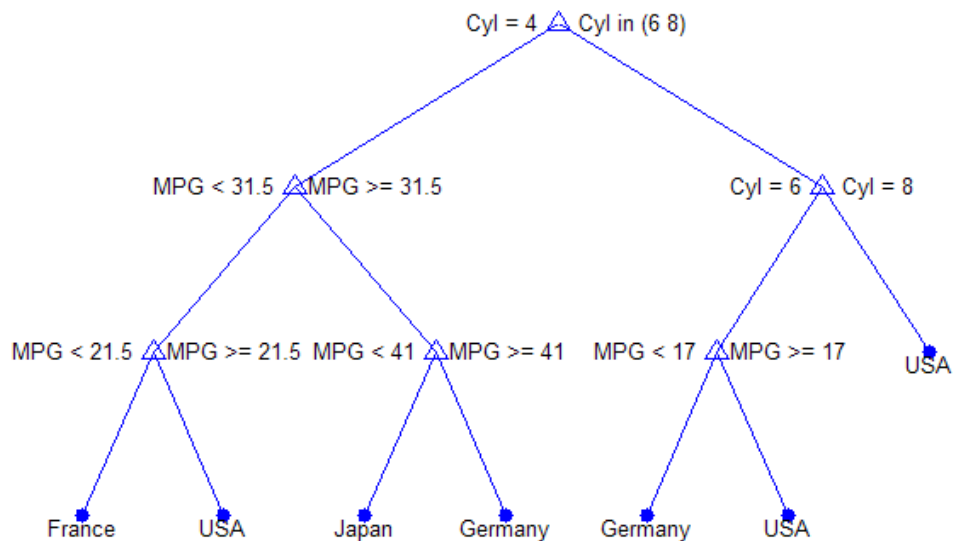 Cyl = 4 Cyl in (6 8)
MPG < 31.5 MPG >= 31.5 Cyl = 6 Cyl = 8
MPG < 21.5 MPG >= 21.5 MPG < 41 MPG >= 41 MPG < 17 MPG >= 17
USA
France USA Japan Germany Germany USA